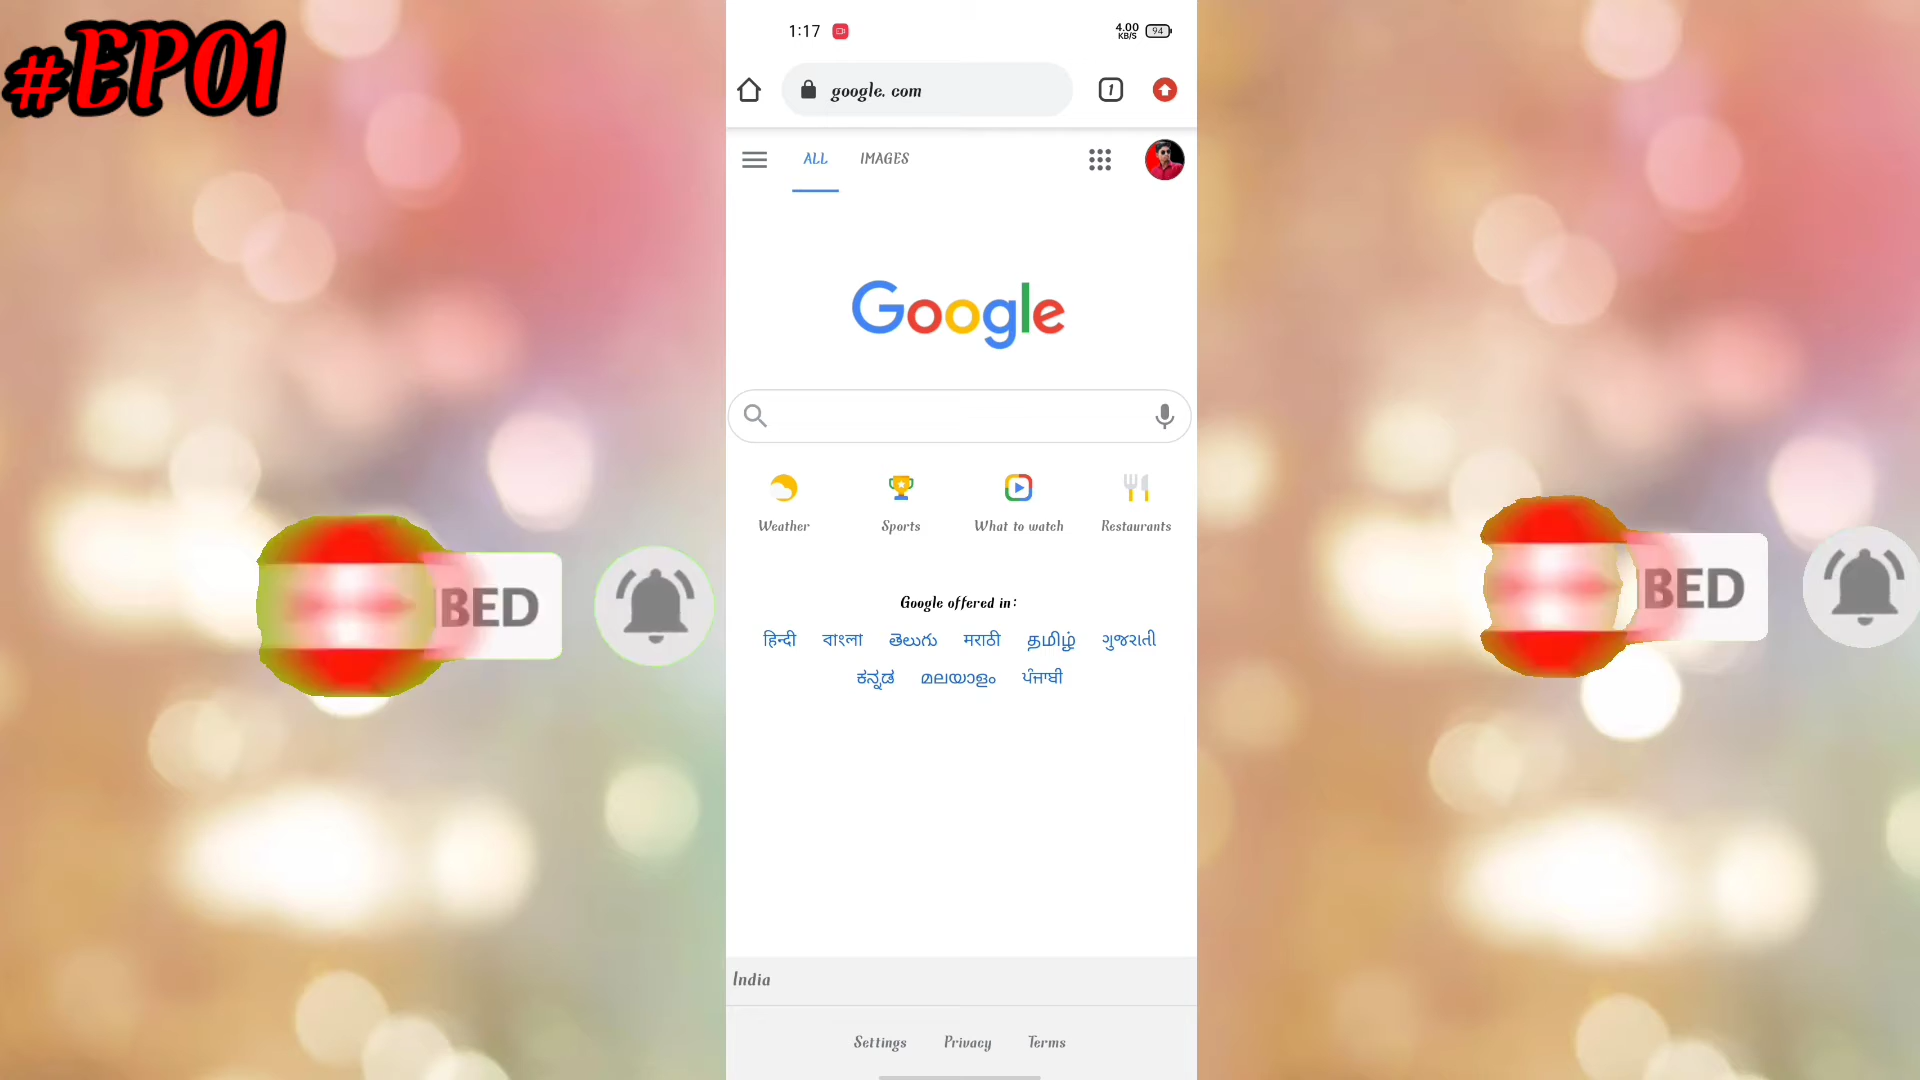 #EP01
1:17
4.00
KB/S
94
google. com
1
ALL IMAGES
Google
Weather Sports What to watch Restaurants
BED
BED
Google offered in:
हिन्दी বাংলা తెలుగు मराठी தமிழ் ગુજરાતી
ಕನ್ನಡ മലയാളം ਪੰਜਾਬੀ
India
Settings Privacy Terms